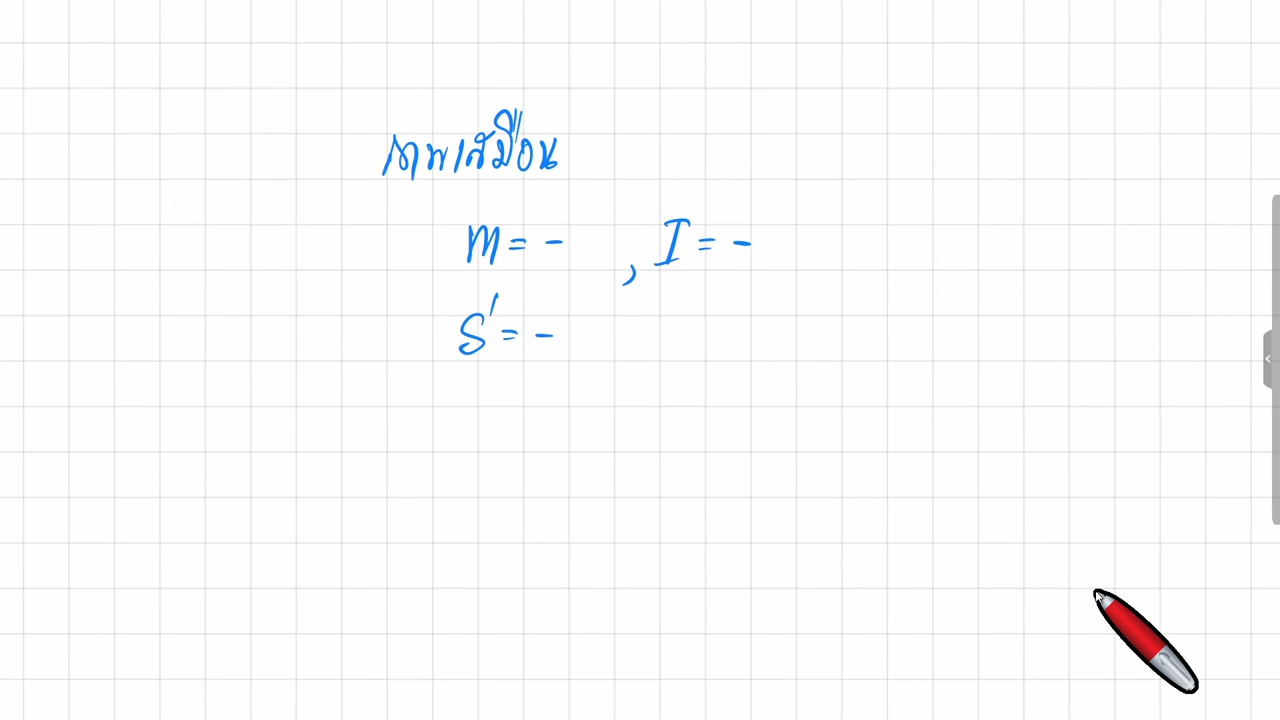 ภาพเสมือน
m = - , I = -
S' = -